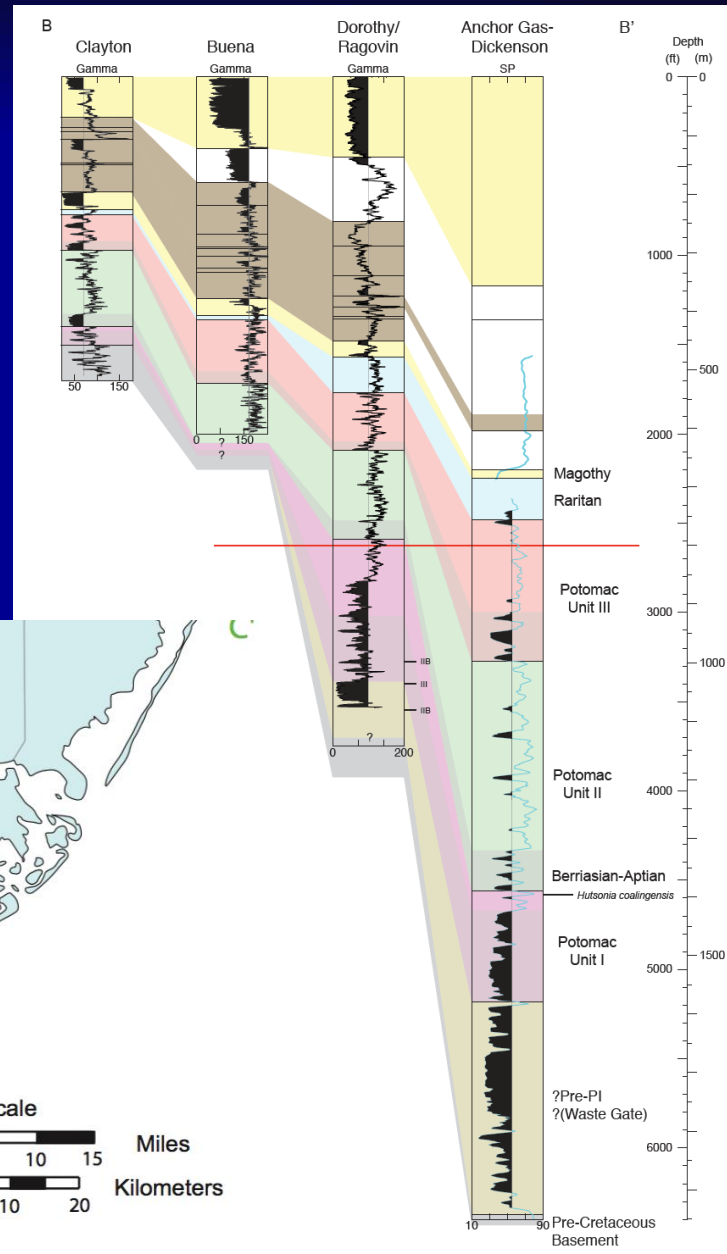 B
B'
Clayton
Buena
Dorothy/
Ragovin
Anchor Gas-
Dickenson
Gamma
Gamma
Gamma
SP
Depth
(ft) (m)
0
0
1000
500
2000
Magothy
Raritan
50 150
0 150
?
?
Potomac
Unit III
3000
1000
IIB
III
IIB
?
0 200
Potomac
Unit II
4000
Berriasian-Aptian
Hutsonia coalingensis
Potomac
Unit I
1500
5000
?Pre-PI
?(Waste Gate)
6000
10 90
Pre-Cretaceous
Basement
C'
cale
10 15 Miles
10 20 Kilometers